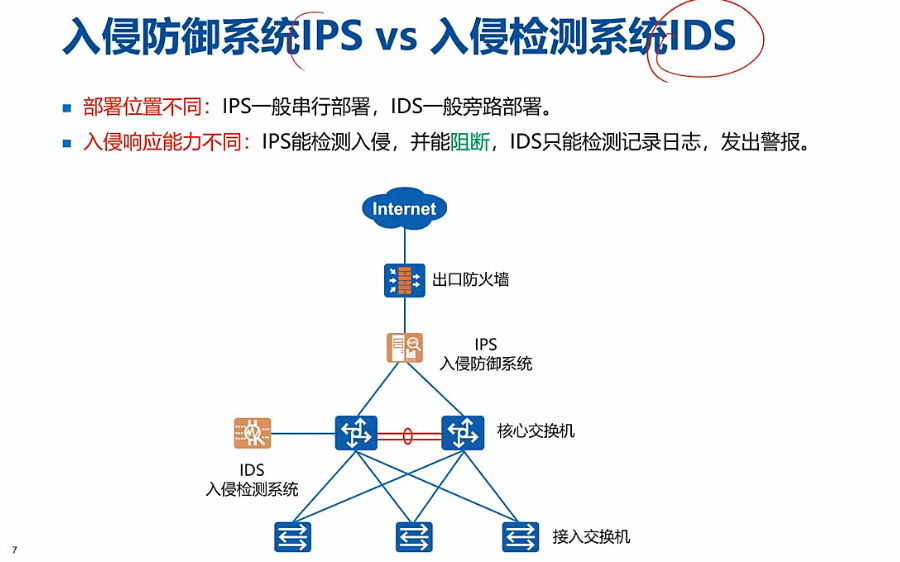 入侵防御系统IPS vs 入侵检测系统IDS
部署位置不同：IPS一般串行部署，IDS一般旁路部署。
入侵响应能力不同：IPS能检测入侵，并能阻断，IDS只能检测记录日志，发出警报。
Internet
出口防火墙
IPS
入侵防御系统
核心交换机
IDS
入侵检测系统
接入交换机
7